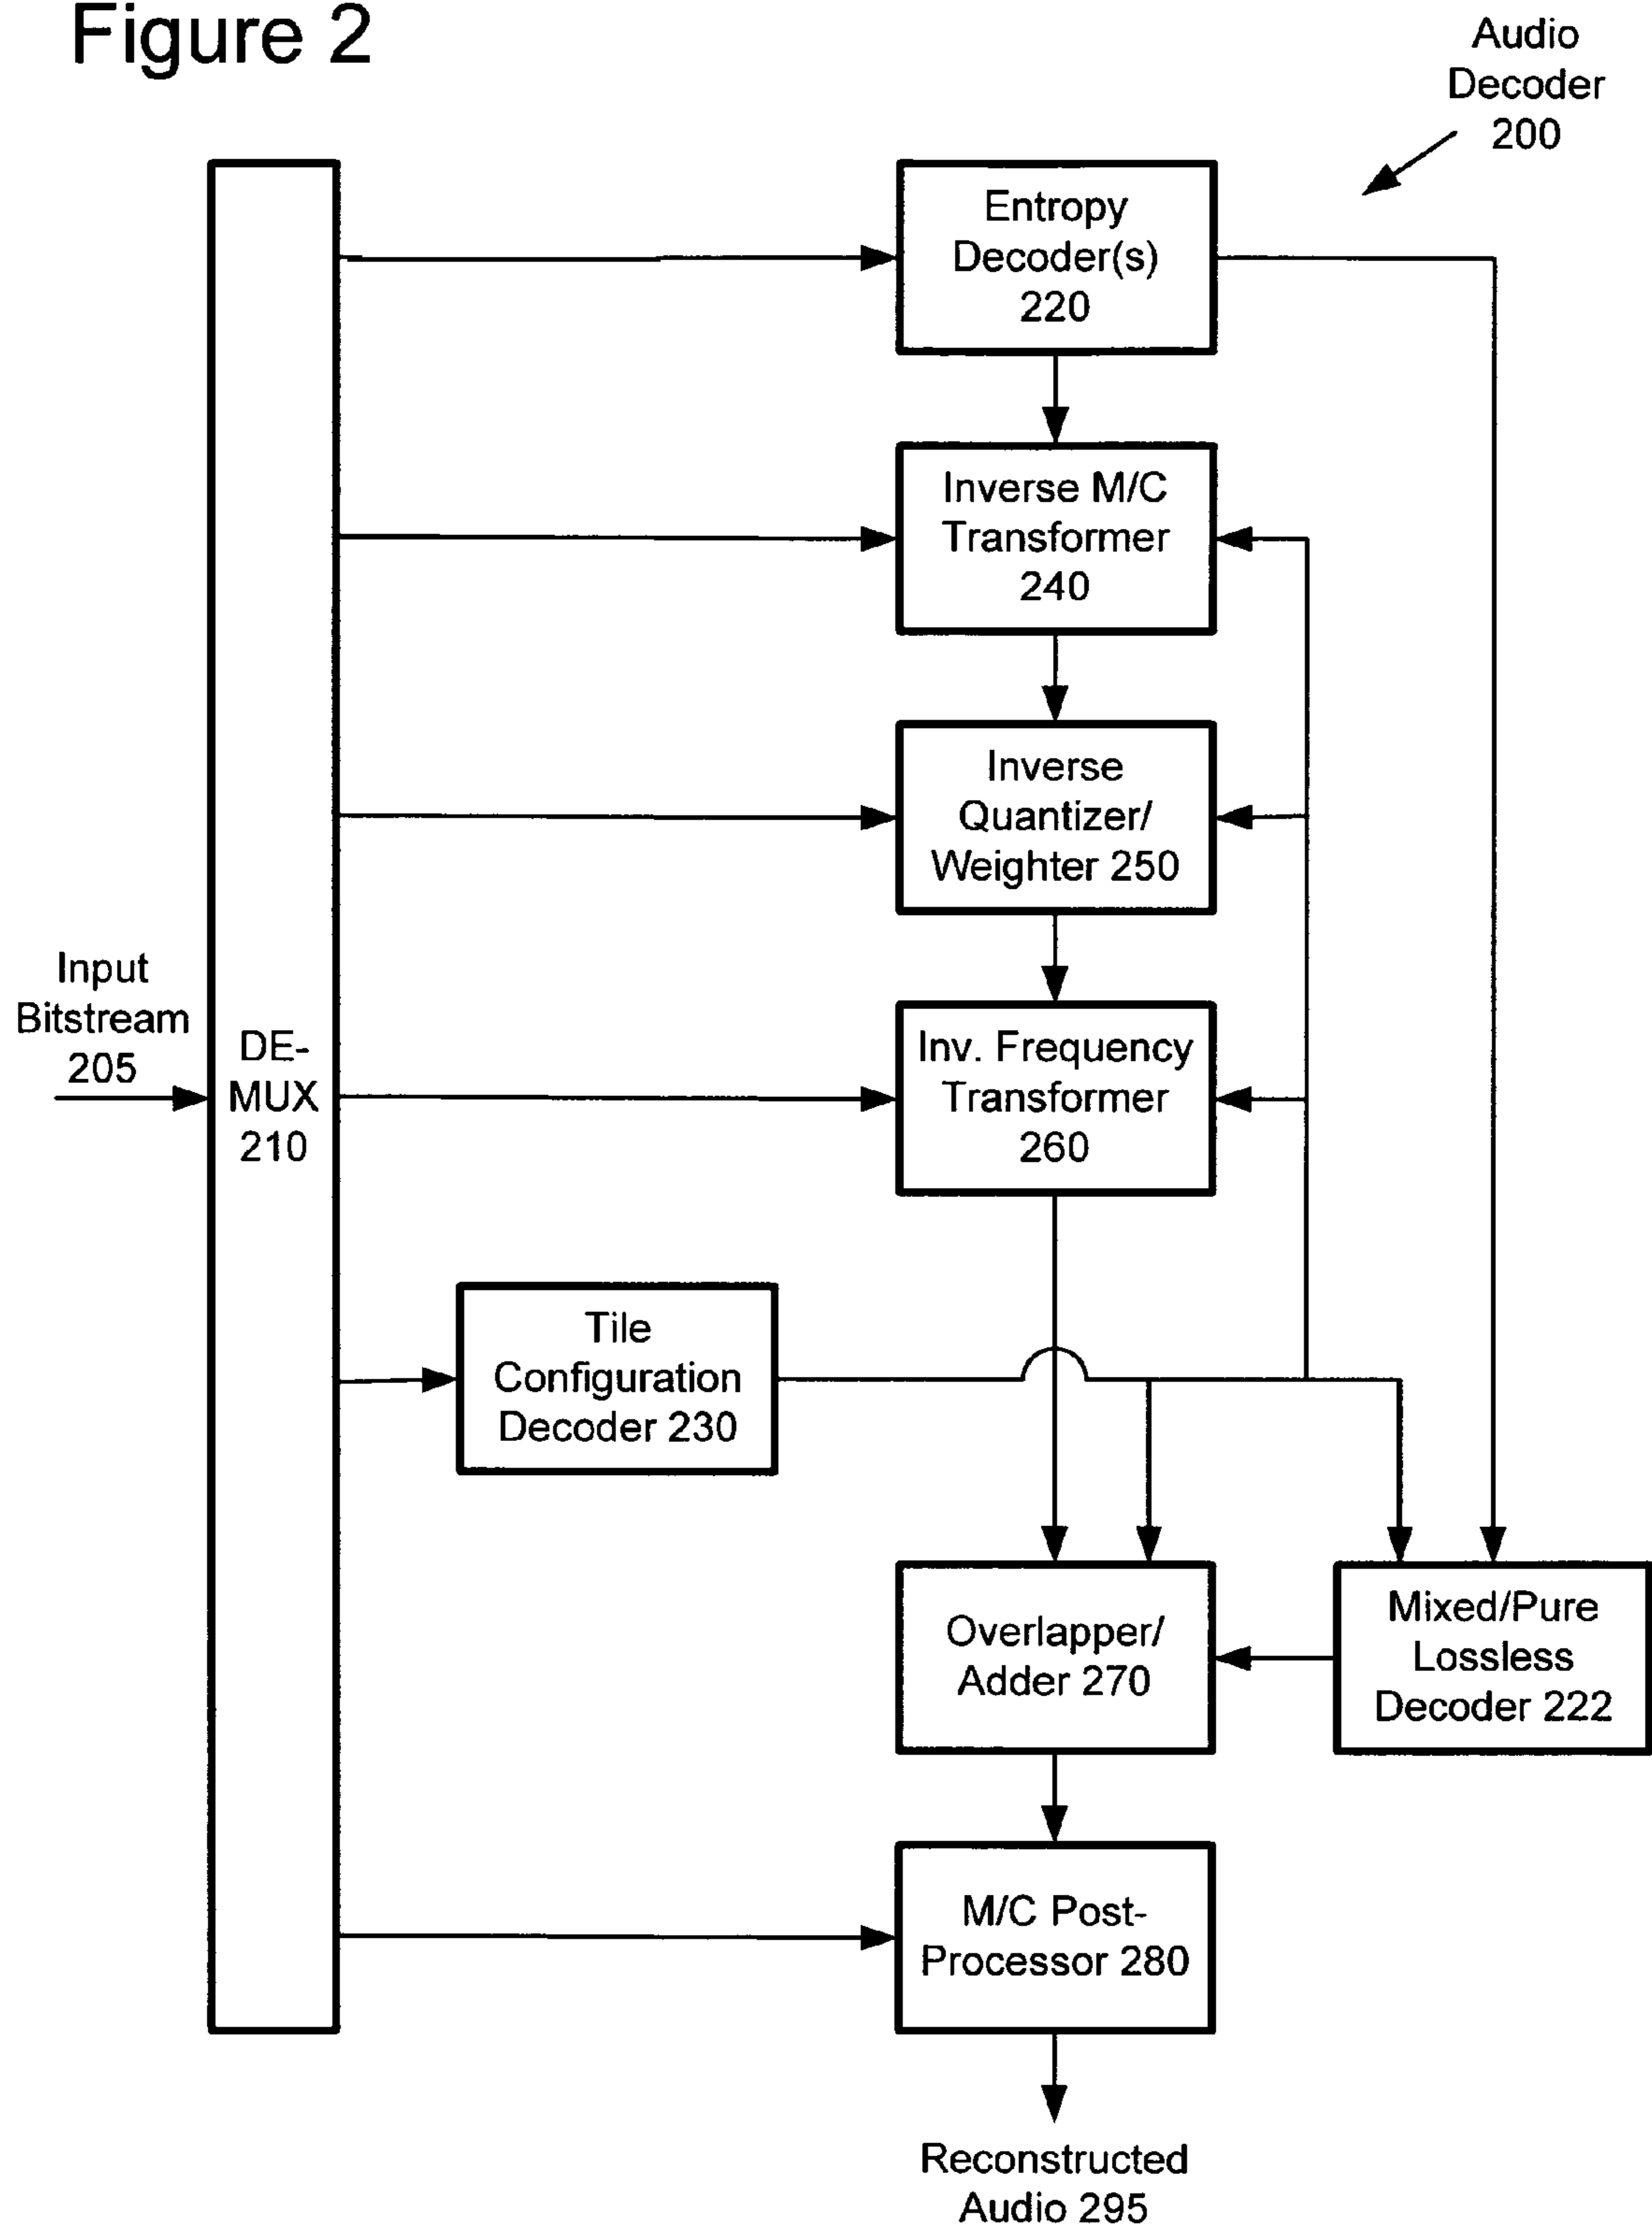 Figure 2
Audio
Decoder
200
Entropy
Decoder(s)
220
Inverse M/C
Transformer
240
Inverse
Quantizer/
Weighter 250
Input
Bitstream
205
DE-
MUX
210
Inv. Frequency
Transformer
260
Tile
Configuration
Decoder 230
Overlapper/
Adder 270
Mixed/Pure
Lossless
Decoder 222
M/C Post-
Processor 280
Reconstructed
Audio 295